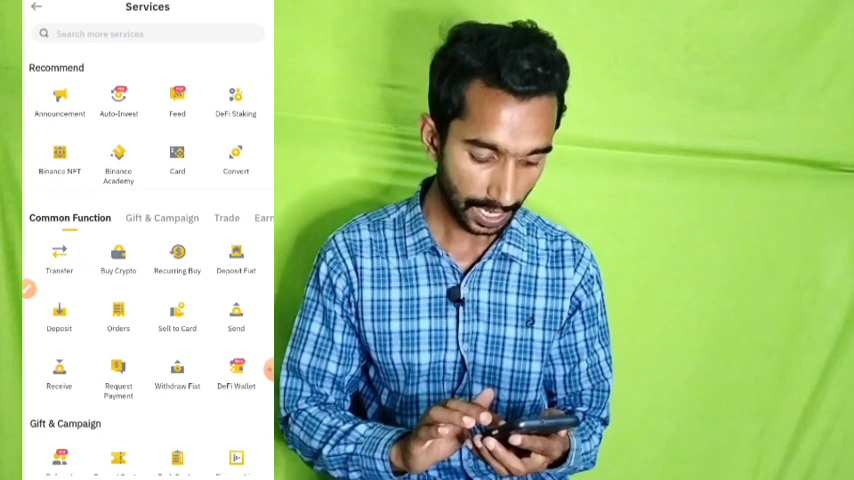 Services
Search more services
Recommend
Announcement Auto-Invest Feed DeFi Staking
Binance NFT Binance Academy Card Convert
Common Function Gift & Campaign Trade Earn
Transfer Buy Crypto Recurring Buy Deposit Fiat
Deposit Orders Sell to Card Send
Receive Request Payment Withdraw Fiat DeFi Wallet
Gift & Campaign